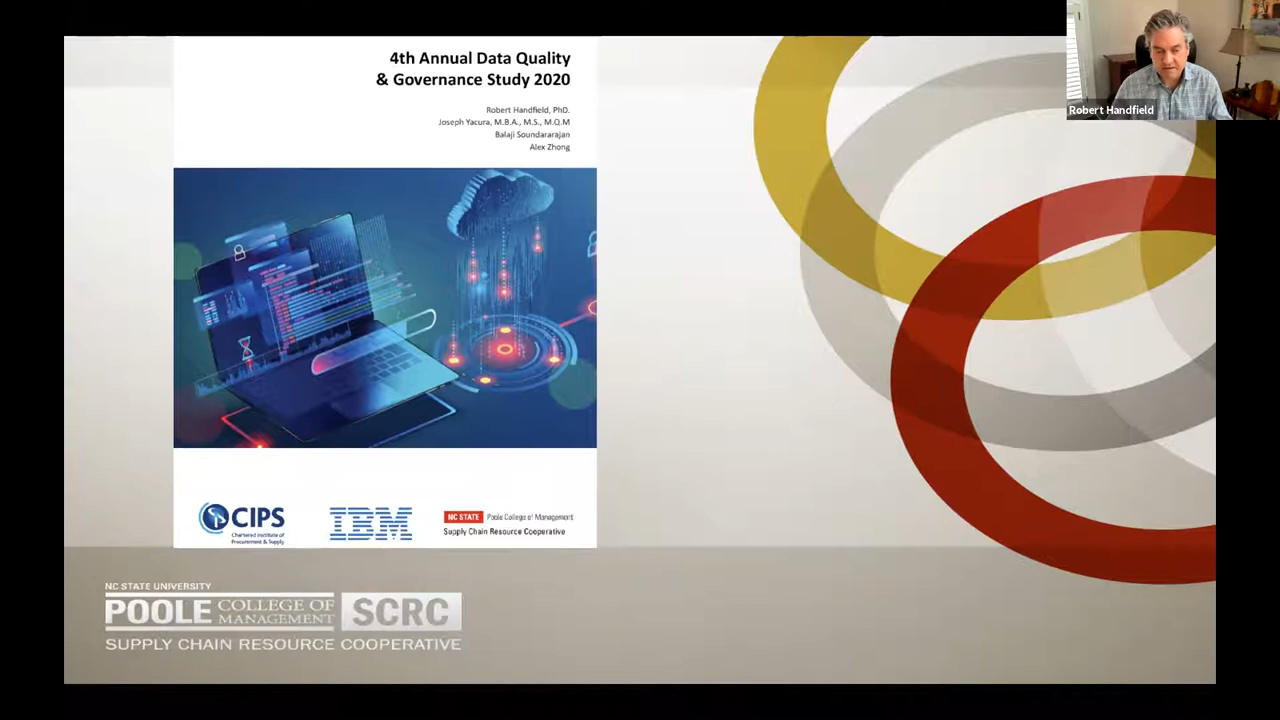 4th Annual Data Quality
& Governance Study 2020
Robert Handfield, PhD.
Joseph Yacura, M.B.A., M.S., M.Q.M
Balaji Soundararajan
Alex Zhong
CIPS
Chartered Institute of
Procurement & Supply
IBM
NC STATE Poole College of Management
Supply Chain Resource Cooperative
NC STATE UNIVERSITY
POOLE COLLEGE OF MANAGEMENT SCRC
SUPPLY CHAIN RESOURCE COOPERATIVE
Robert Handfield